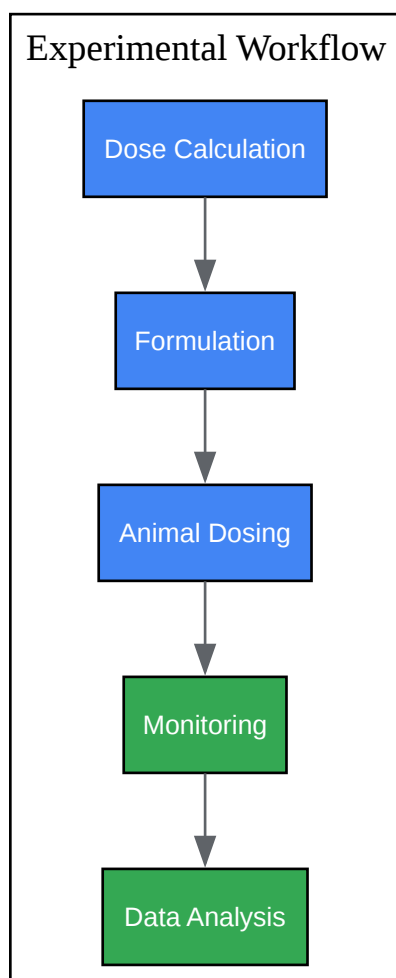 Experimental Workflow
Dose Calculation
Formulation
Animal Dosing
Monitoring
Data Analysis